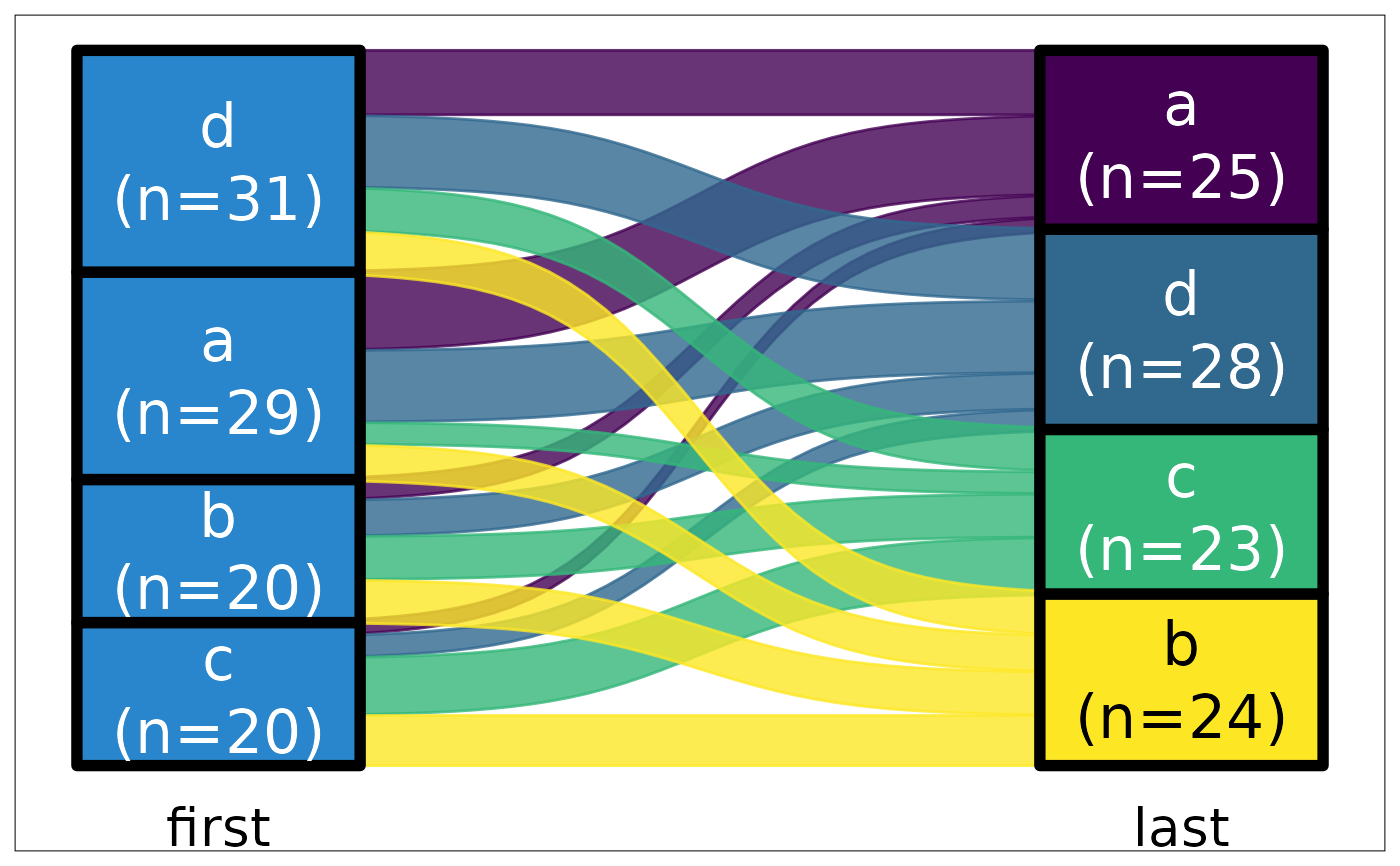 d
(n=31)
a
(n=29)
b
(n=20)
c
(n=20)
first
a
(n=25)
d
(n=28)
c
(n=23)
b
(n=24)
last